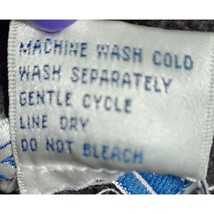 MACHINE WASH COLD
WASH SEPARATELY
GENTLE CYCLE
LINE DRY
DO NOT BLEACH